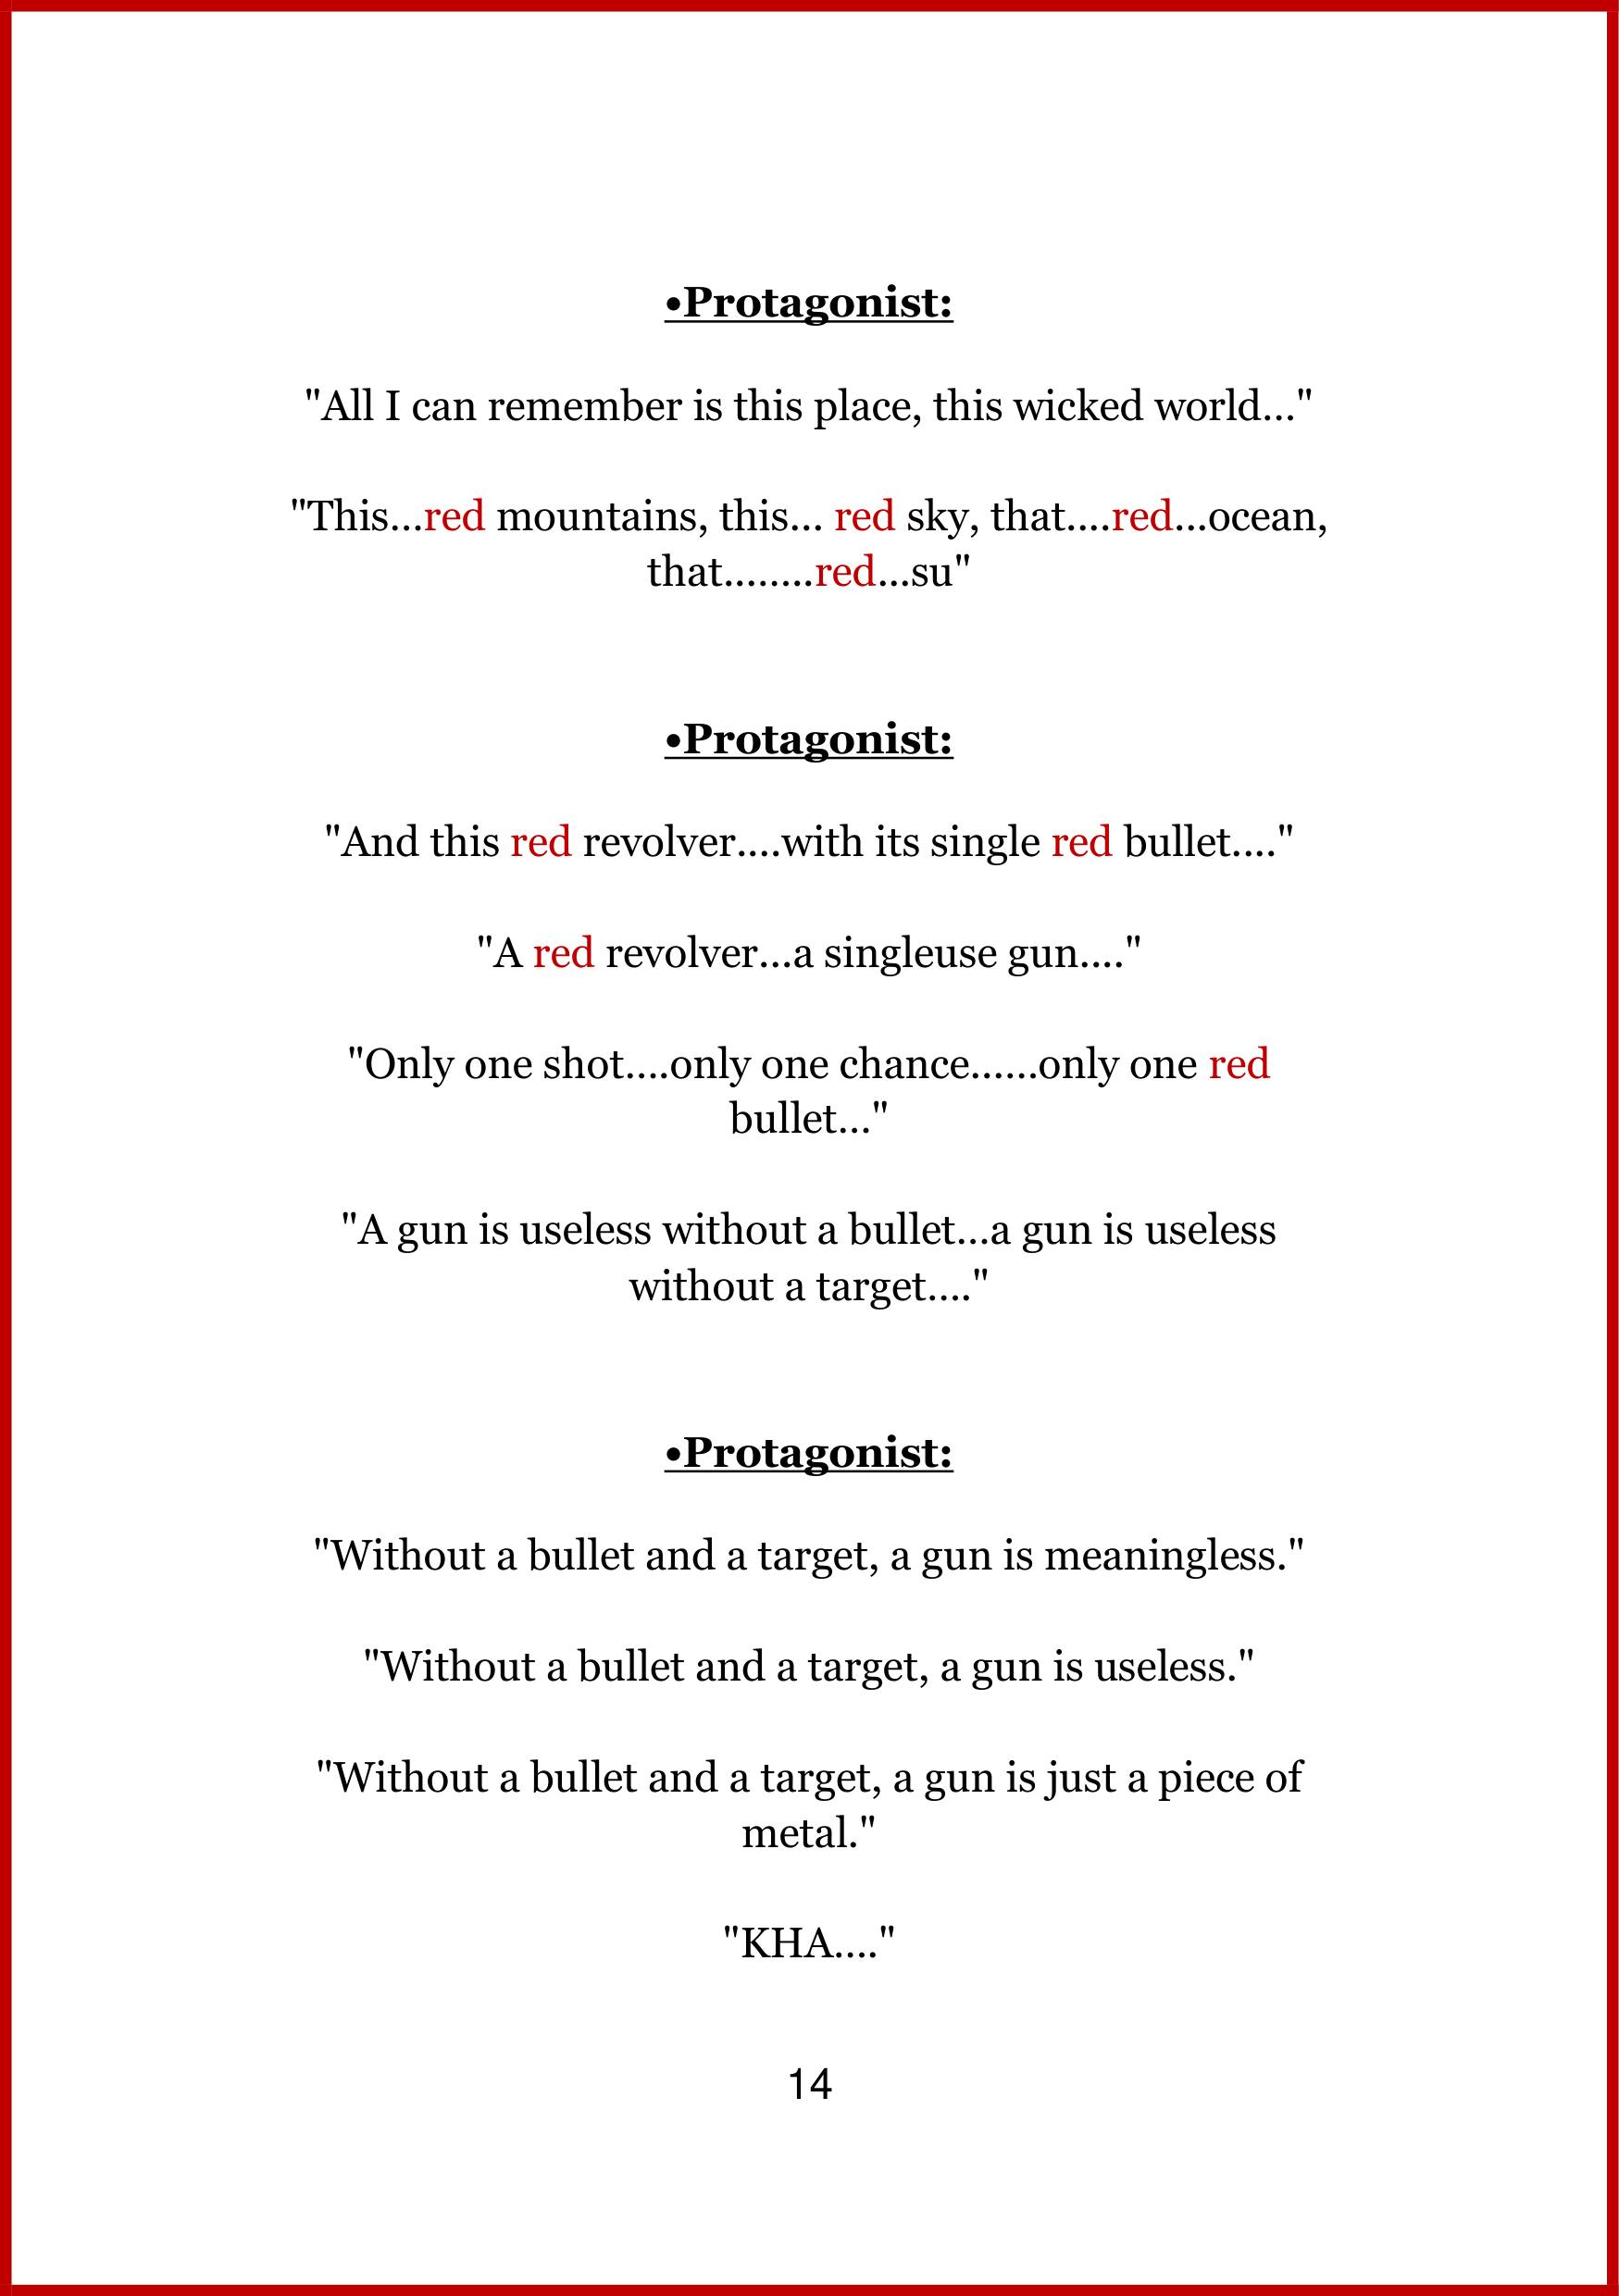 •Protagonist:
"All I can remember is this place, this wicked world..."
"This...red mountains, this... red sky, that....red...ocean,
that........red...su"
•Protagonist:
"And this red revolver....with its single red bullet...."
"A red revolver...a singleuse gun...."
"Only one shot....only one chance......only one red
bullet..."
"A gun is useless without a bullet...a gun is useless
without a target...."
•Protagonist:
"Without a bullet and a target, a gun is meaningless."
"Without a bullet and a target, a gun is useless."
"Without a bullet and a target, a gun is just a piece of
metal."
"KHA...."
14